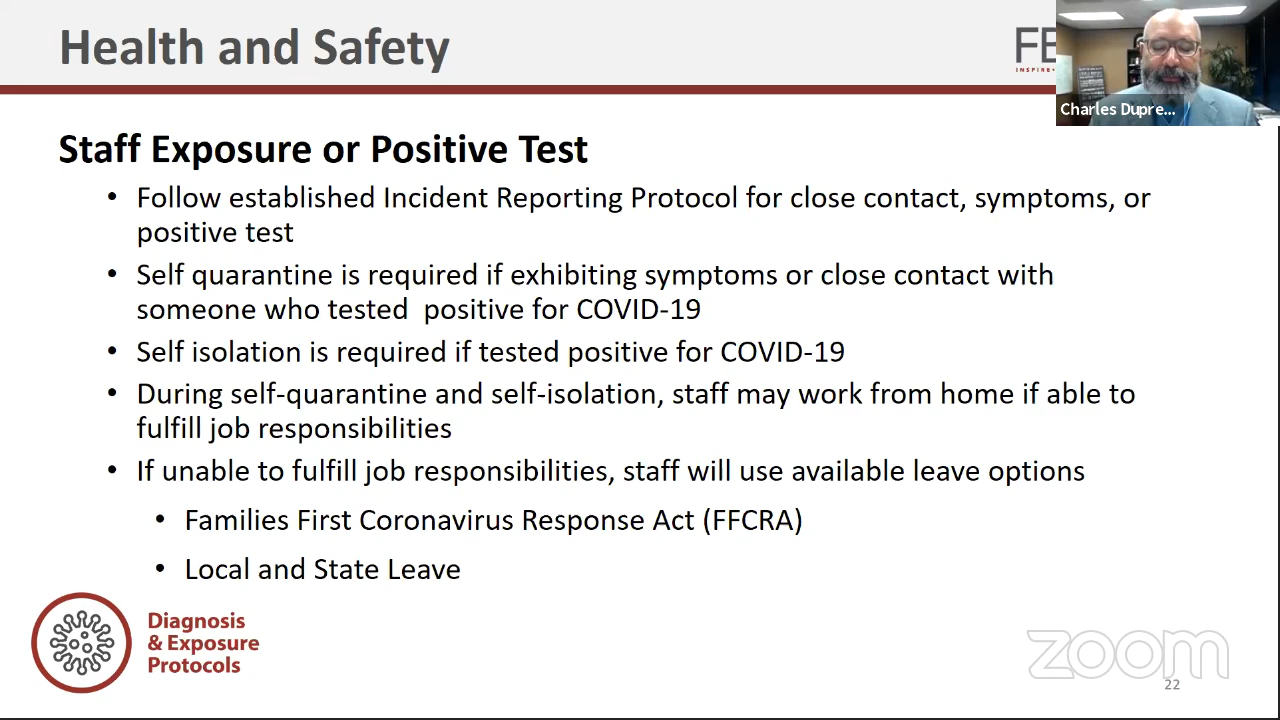 Health and Safety
FE
INSPIRE•
Charles Dupre...
Staff Exposure or Positive Test
• Follow established Incident Reporting Protocol for close contact, symptoms, or
positive test
• Self quarantine is required if exhibiting symptoms or close contact with
someone who tested positive for COVID-19
• Self isolation is required if tested positive for COVID-19
• During self-quarantine and self-isolation, staff may work from home if able to
fulfill job responsibilities
• If unable to fulfill job responsibilities, staff will use available leave options
• Families First Coronavirus Response Act (FFCRA)
• Local and State Leave
Diagnosis
& Exposure
Protocols
zoom
22